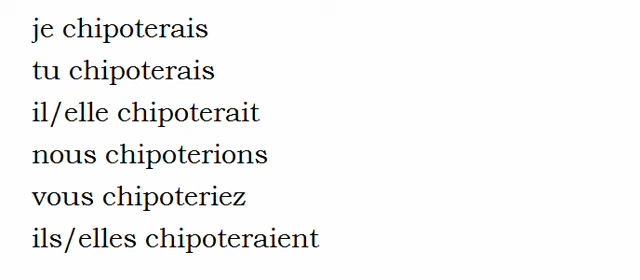 je chipoterais
tu chipoterais
il/elle chipoterait
nous chipoterions
vous chipoteriez
ils/elles chipoteraient